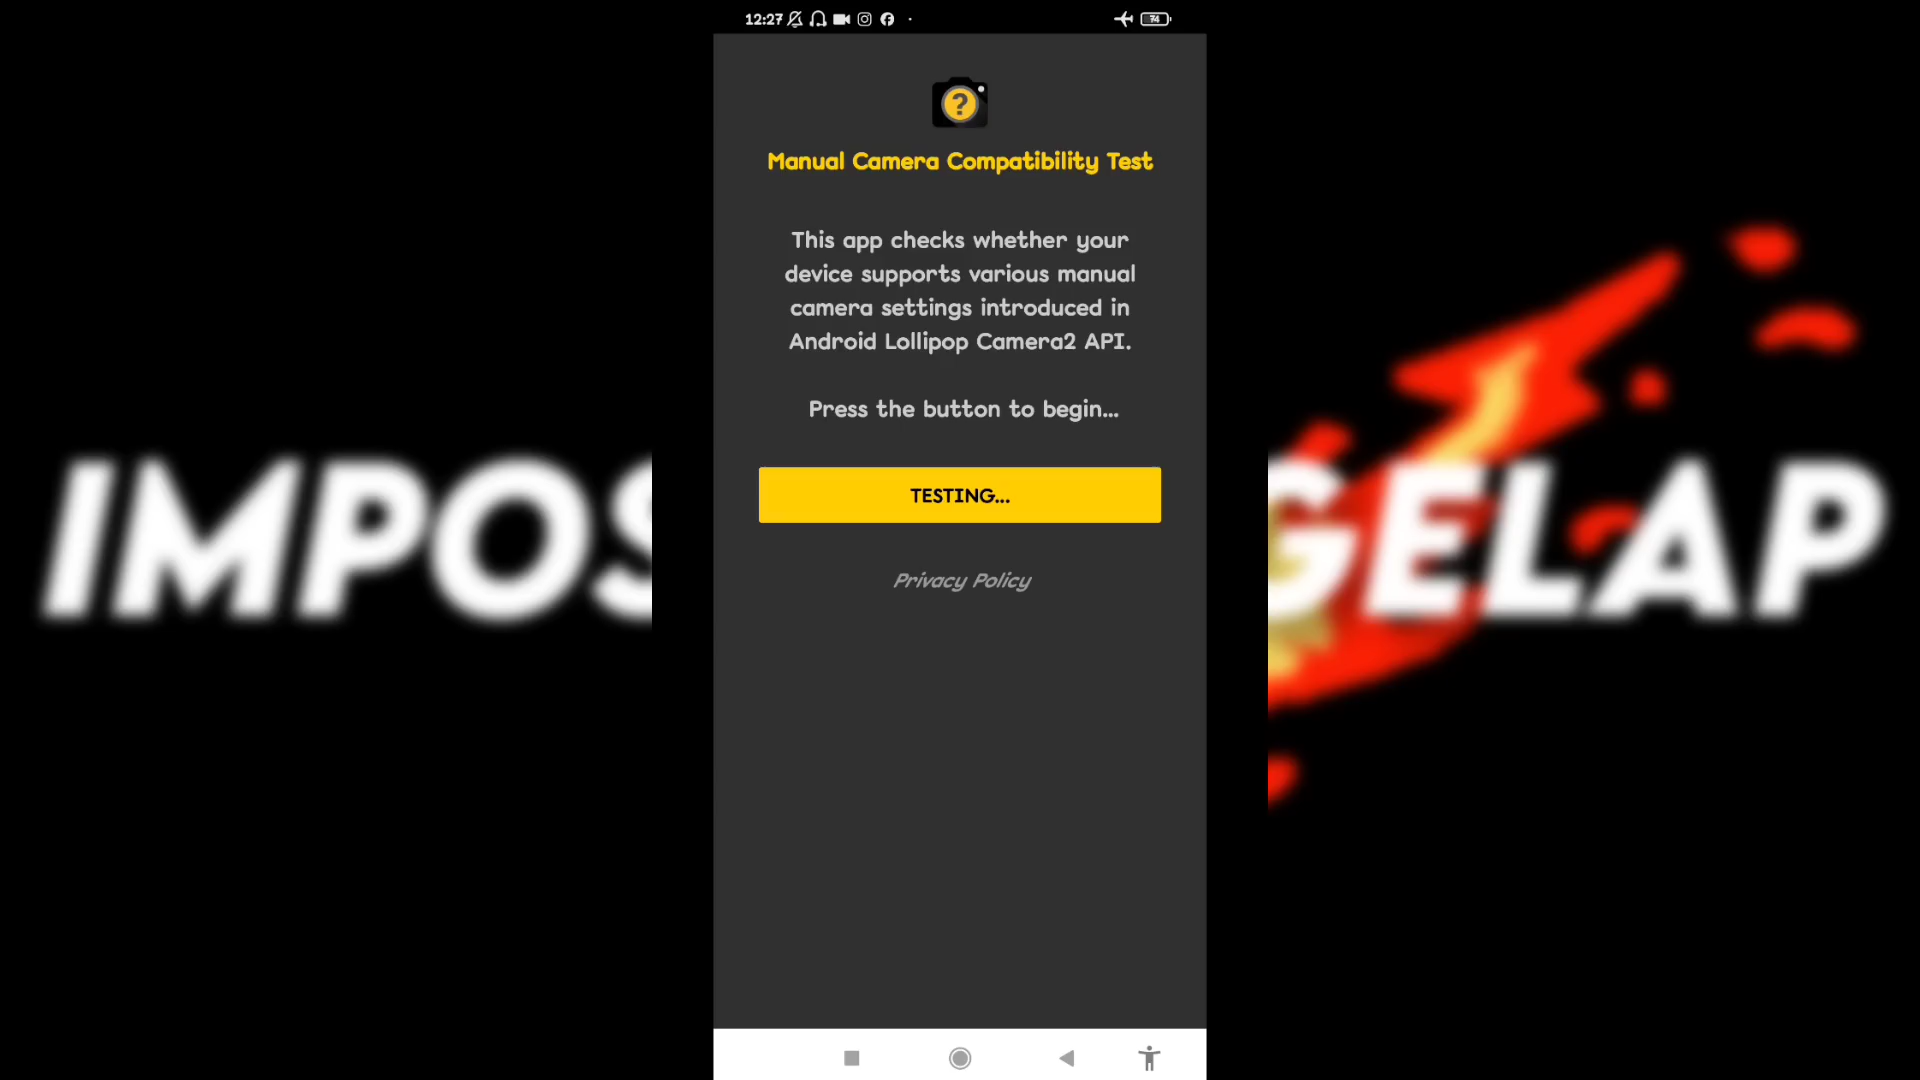 12:27
74
?
Manual Camera Compatibility Test
This app checks whether your
device supports various manual
camera settings introduced in
Android Lollipop Camera2 API.
Press the button to begin...
IMPOS GELAP
TESTING...
Privacy Policy